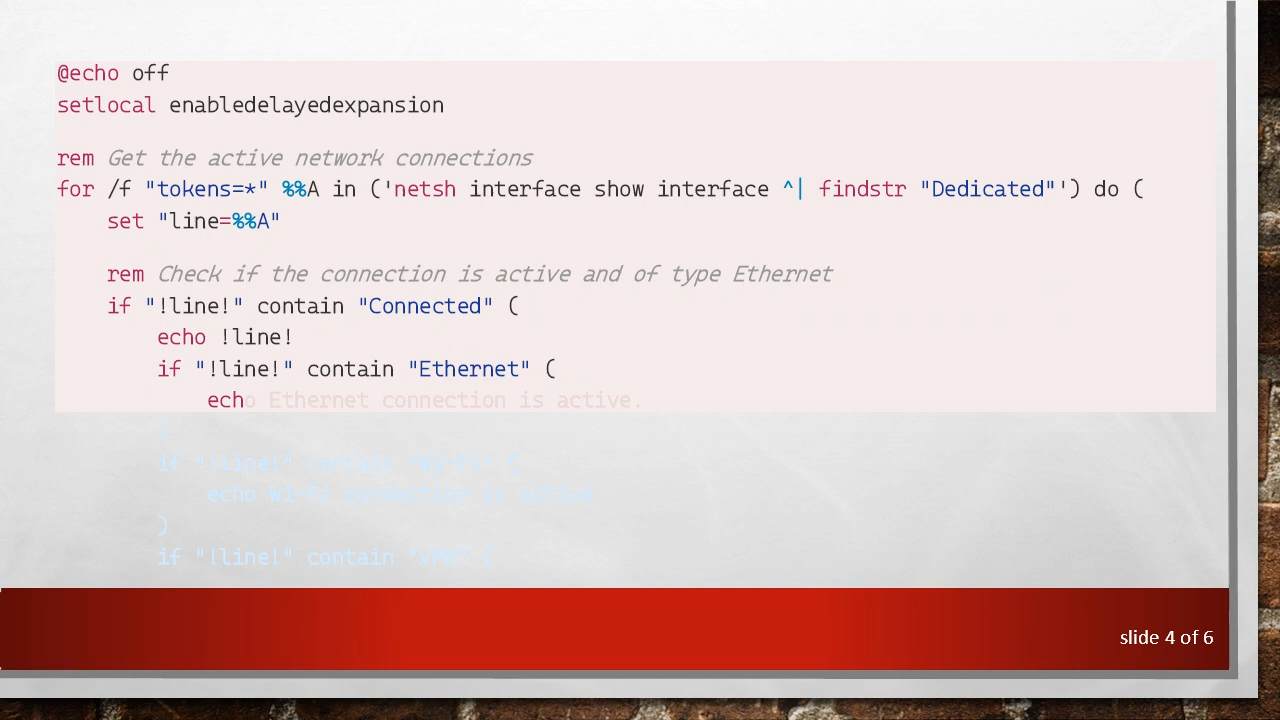 @echo off
setlocal enabledelayedexpansion
rem Get the active network connections
for /f "tokens=*" %%A in ('netsh interface show interface ^| findstr "Dedicated"') do (
    set "line=%%A"
    rem Check if the connection is active and of type Ethernet
    if "!line!" contain "Connected" (
        echo !line!
        if "!line!" contain "Ethernet" (
            echo Ethernet connection is active.
        )
        if "!line!" contain "Wi-Fi" (
            echo Wi-Fi connection is active.
        )
        if "!line!" contain "VPN" (
slide 4 of 6